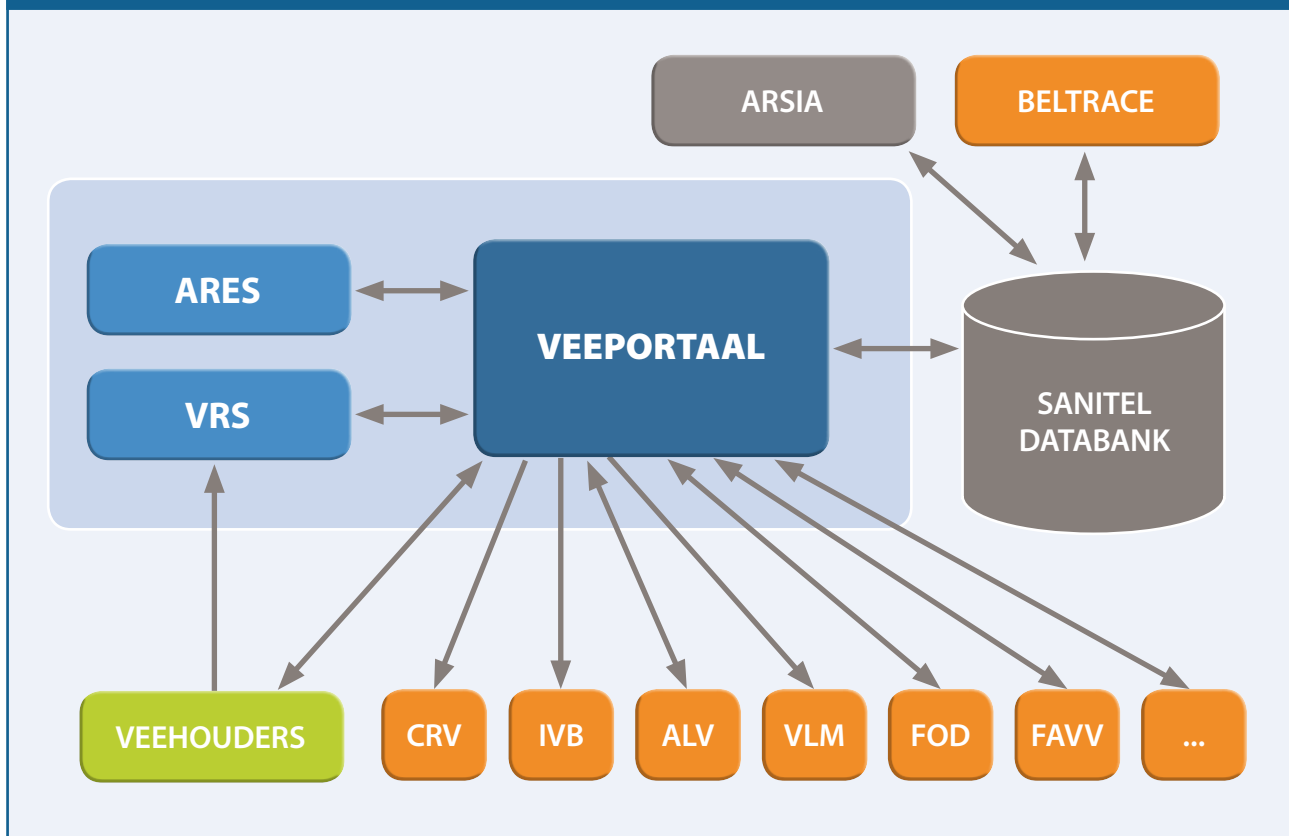 ARSIA
BELTRACE
ARES
VEEPORTAAL
VRS
SANITEL
DATABANK
VEEHOUDERS
CRV
IVB
ALV
VLM
FOD
FAVV
...